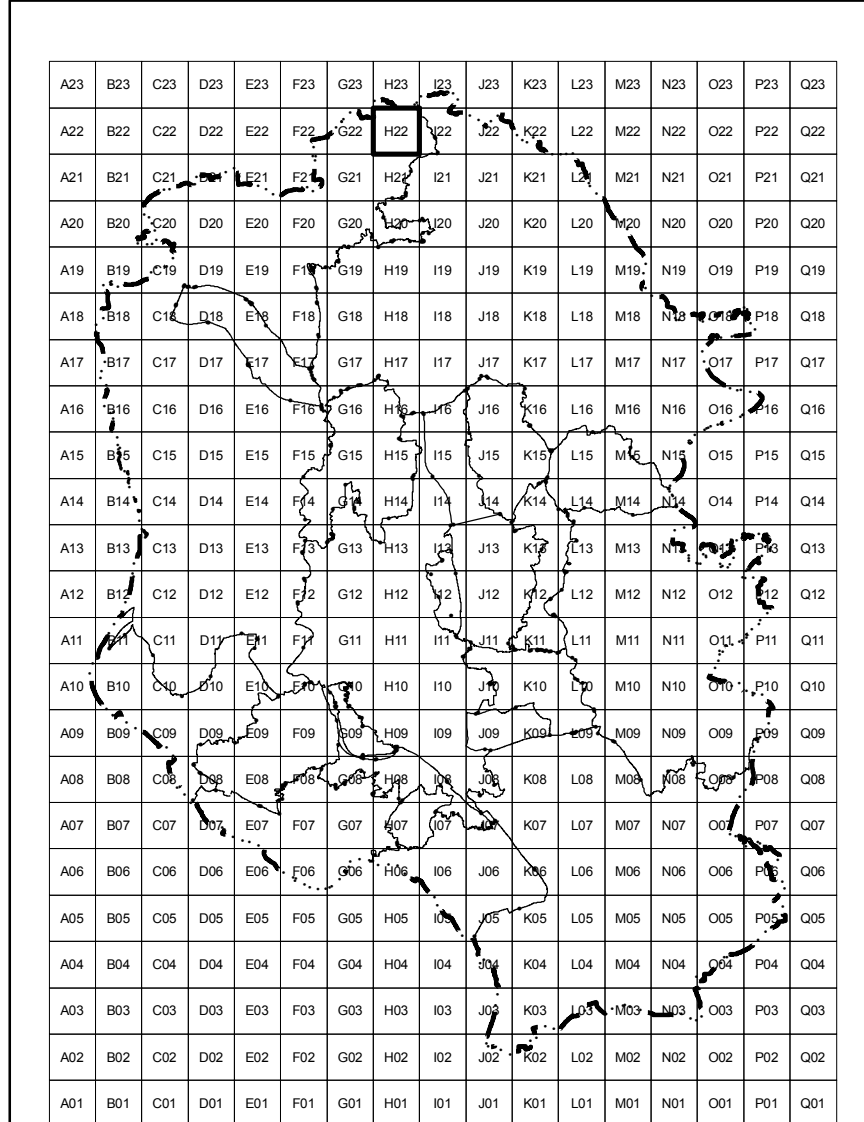 A23 B23 C23 D23 E23 F23 G23 H23 I23 J23 K23 L23 M23 N23 O23 P23 Q23
A22 B22 C22 D22 E22 F22 G22 H22 I22 J22 K22 L22 M22 N22 O22 P22 Q22
A21 B21 C21 D21 E21 F21 G21 H21 I21 J21 K21 L21 M21 N21 O21 P21 Q21
A20 B20 C20 D20 E20 F20 G20 H20 I20 J20 K20 L20 M20 N20 O20 P20 Q20
A19 B19 C19 D19 E19 F19 G19 H19 I19 J19 K19 L19 M19 N19 O19 P19 Q19
A18 B18 C18 D18 E18 F18 G18 H18 I18 J18 K18 L18 M18 N18 O18 P18 Q18
A17 B17 C17 D17 E17 F17 G17 H17 I17 J17 K17 L17 M17 N17 O17 P17 Q17
A16 B16 C16 D16 E16 F16 G16 H16 I16 J16 K16 L16 M16 N16 O16 P16 Q16
A15 B15 C15 D15 E15 F15 G15 H15 I15 J15 K15 L15 M15 N15 O15 P15 Q15
A14 B14 C14 D14 E14 F14 G14 H14 I14 J14 K14 L14 M14 N14 O14 P14 Q14
A13 B13 C13 D13 E13 F13 G13 H13 I13 J13 K13 L13 M13 N13 O13 P13 Q13
A12 B12 C12 D12 E12 F12 G12 H12 I12 J12 K12 L12 M12 N12 O12 P12 Q12
A11 B11 C11 D11 E11 F11 G11 H11 I11 J11 K11 L11 M11 N11 O11 P11 Q11
A10 B10 C10 D10 E10 F10 G10 H10 I10 J10 K10 L10 M10 N10 O10 P10 Q10
A09 B09 C09 D09 E09 F09 G09 H09 I09 J09 K09 L09 M09 N09 O09 P09 Q09
A08 B08 C08 D08 E08 F08 G08 H08 I08 J08 K08 L08 M08 N08 O08 P08 Q08
A07 B07 C07 D07 E07 F07 G07 H07 I07 J07 K07 L07 M07 N07 O07 P07 Q07
A06 B06 C06 D06 E06 F06 G06 H06 I06 J06 K06 L06 M06 N06 O06 P06 Q06
A05 B05 C05 D05 E05 F05 G05 H05 I05 J05 K05 L05 M05 N05 O05 P05 Q05
A04 B04 C04 D04 E04 F04 G04 H04 I04 J04 K04 L04 M04 N04 O04 P04 Q04
A03 B03 C03 D03 E03 F03 G03 H03 I03 J03 K03 L03 M03 N03 O03 P03 Q03
A02 B02 C02 D02 E02 F02 G02 H02 I02 J02 K02 L02 M02 N02 O02 P02 Q02
A01 B01 C01 D01 E01 F01 G01 H01 I01 J01 K01 L01 M01 N01 O01 P01 Q01